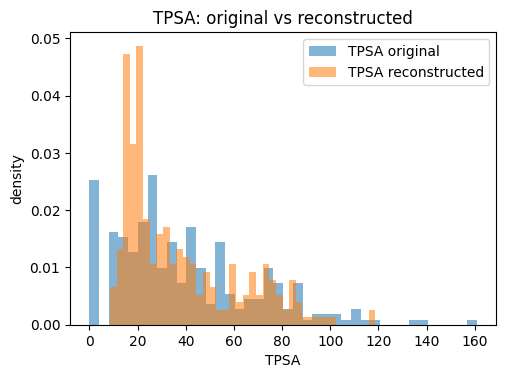 TPSA: original vs reconstructed
TPSA original
TPSA reconstructed
density
0.05
0.04
0.03
0.02
0.01
0.00
0 20 40 60 80 100 120 140 160
TPSA